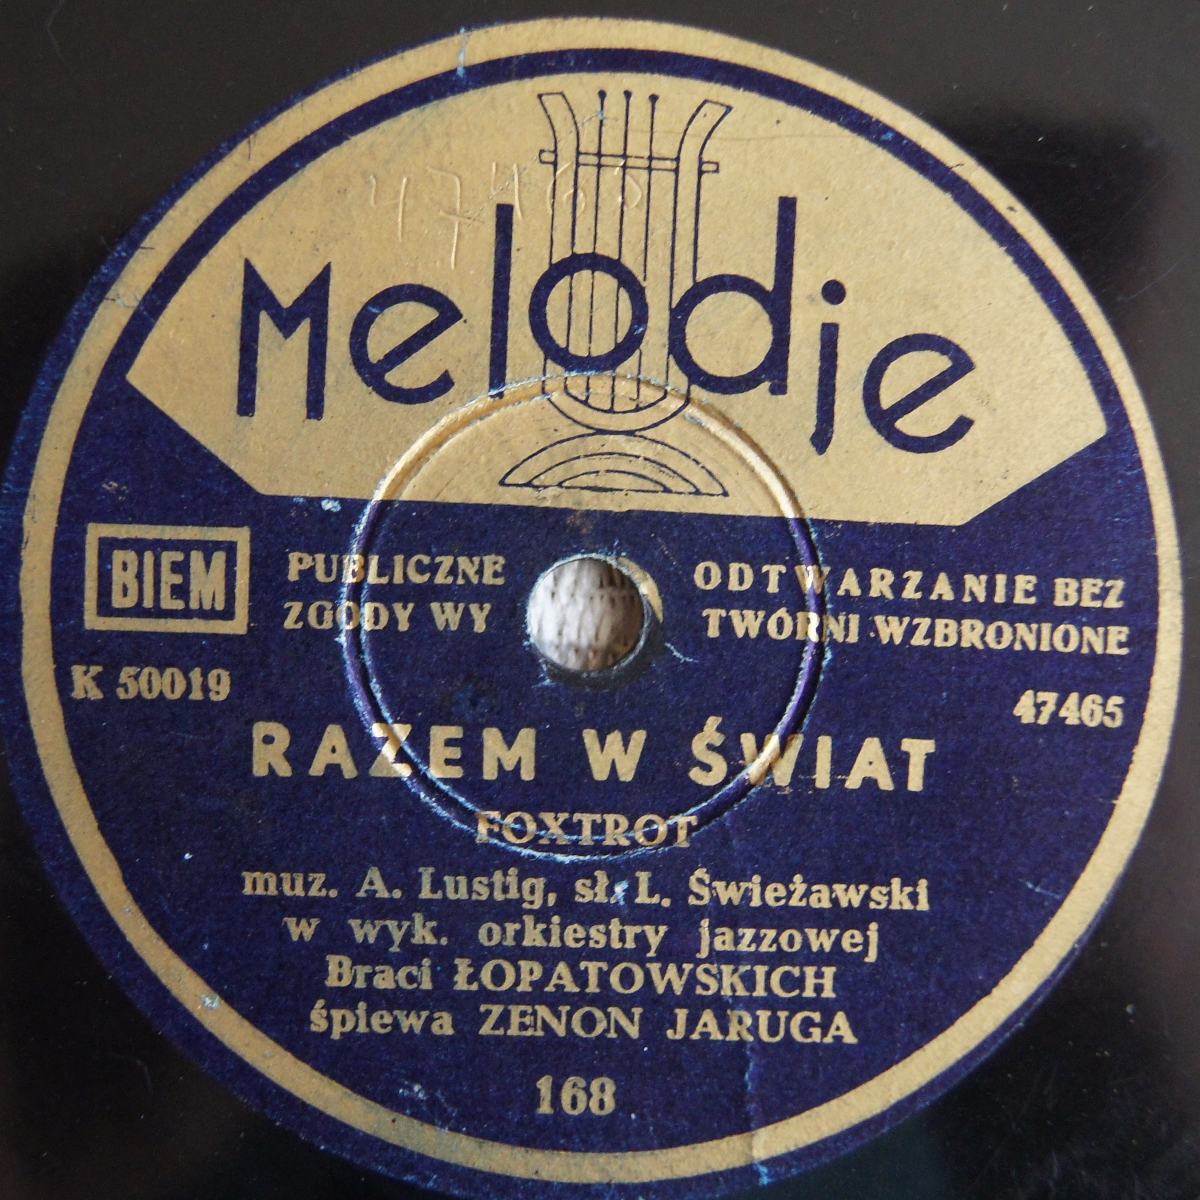 47465
Melodje
BIEM
PUBLICZNE ODTWARZANIE BEZ
ZGODY WYTWÓRNI WZBRONIONE
K 50019
47465
RAZEM W ŚWIAT
FOXTROT
muz. A. Lustig, sł. L. Świeżawski
w wyk. orkiestry jazzowej
Braci ŁOPATOWSKICH
śpiewa ZENON JARUGA
168